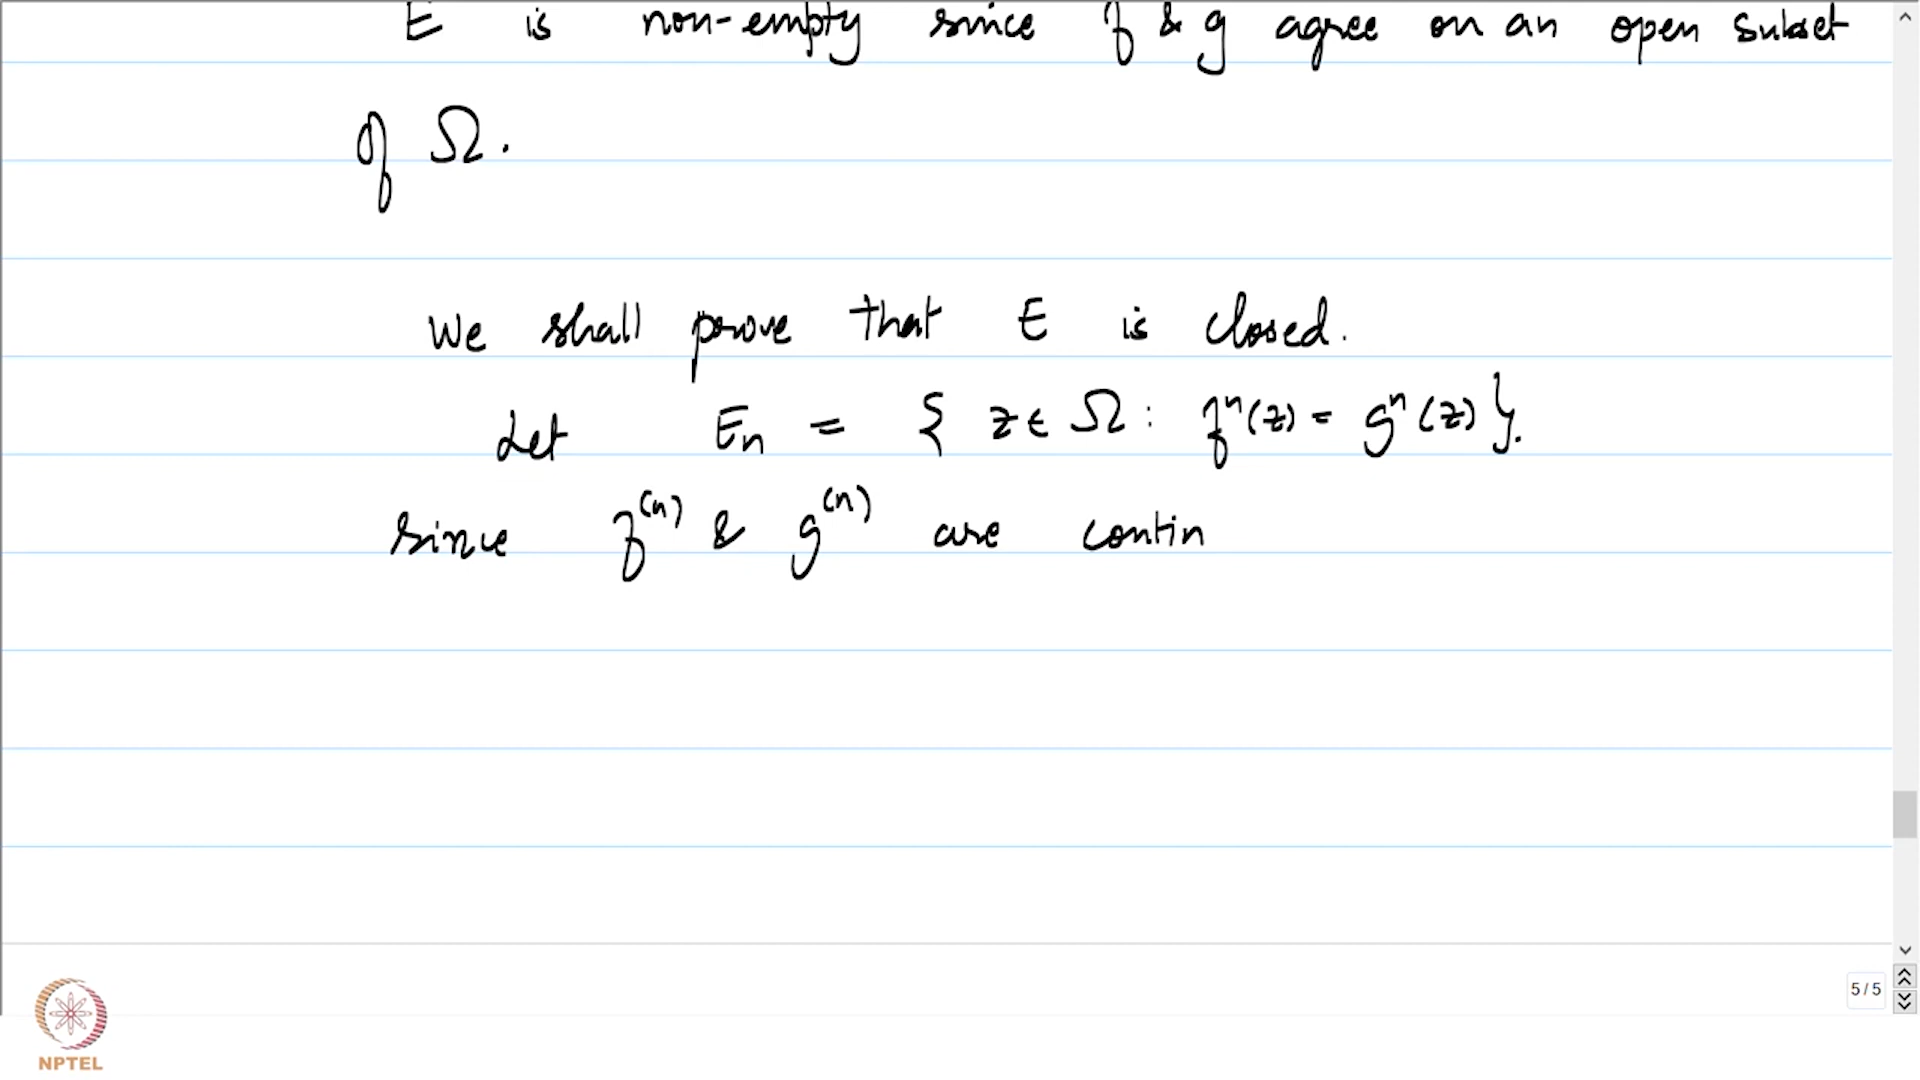 E is non-empty since f & g agree on an open subset
of Ω.
We shall prove that E is closed.
Let En = { z ∈ Ω : fⁿ(z) = gⁿ(z) }.
since f⁽ⁿ⁾ & g⁽ⁿ⁾ are contin
5 / 5
NPTEL